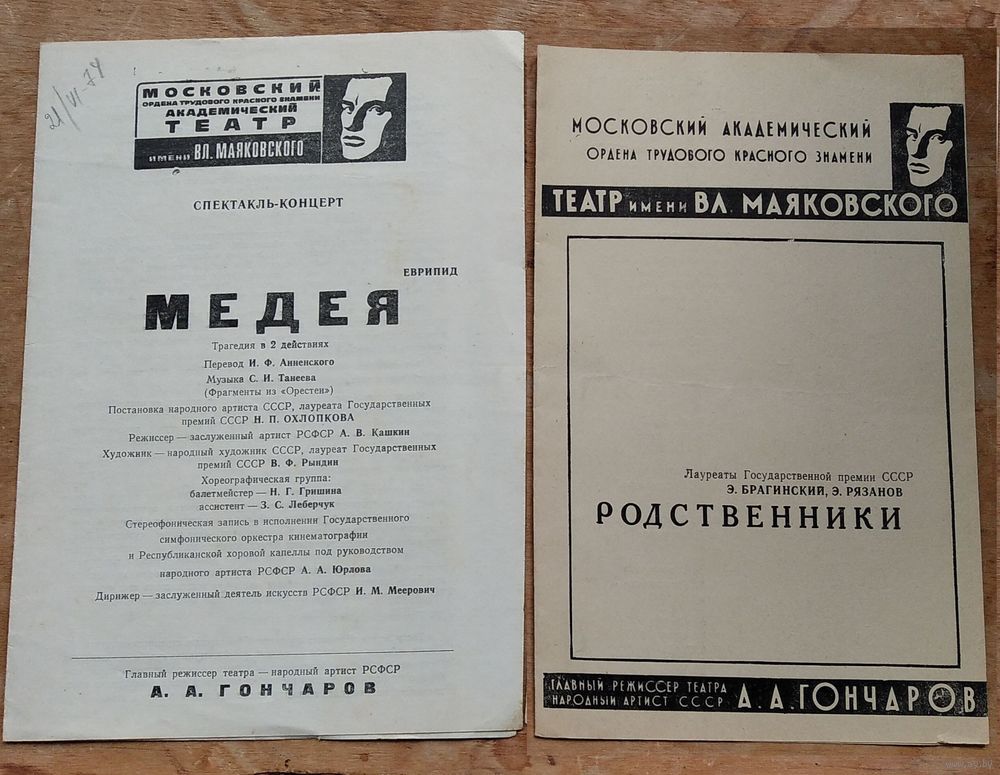 21/VI-74
МОСКОВСКИЙ
ОРДЕНА ТРУДОВОГО КРАСНОГО ЗНАМЕНИ
АКАДЕМИЧЕСКИЙ
ТЕАТР
ИМЕНИ ВЛ. МАЯКОВСКОГО
СПЕКТАКЛЬ-КОНЦЕРТ
ЕВРИПИД
МЕДЕЯ
Трагедия в 2 действиях
Перевод И. Ф. Анненского
Музыка С. И. Танеева
(Фрагменты из «Орестеи»)
Постановка народного артиста СССР, лауреата Государственных
премий СССР Н. П. ОХЛОПКОВА
Режиссер — заслуженный артист РСФСР А. В. Кашкин
Художник — народный художник СССР, лауреат Государственных
премий СССР В. Ф. Рындин
Хореографическая группа:
балетмейстер — Н. Г. Гришина
ассистент — З. С. Леберчук
Стереофоническая запись в исполнении Государственного
симфонического оркестра кинематографии
и Республиканской хоровой капеллы под руководством
народного артиста РСФСР А. А. Юрлова
Дирижер — заслуженный деятель искусств РСФСР И. М. Меерович
Главный режиссер театра — народный артист РСФСР
А. А. ГОНЧАРОВ
МОСКОВСКИЙ АКАДЕМИЧЕСКИЙ
ОРДЕНА ТРУДОВОГО КРАСНОГО ЗНАМЕНИ
ТЕАТР ИМЕНИ ВЛ. МАЯКОВСКОГО
Лауреаты Государственной премии СССР
Э. БРАГИНСКИЙ, Э. РЯЗАНОВ
РОДСТВЕННИКИ
ГЛАВНЫЙ РЕЖИССЕР ТЕАТРА
НАРОДНЫЙ АРТИСТ СССР А. А. ГОНЧАРОВ